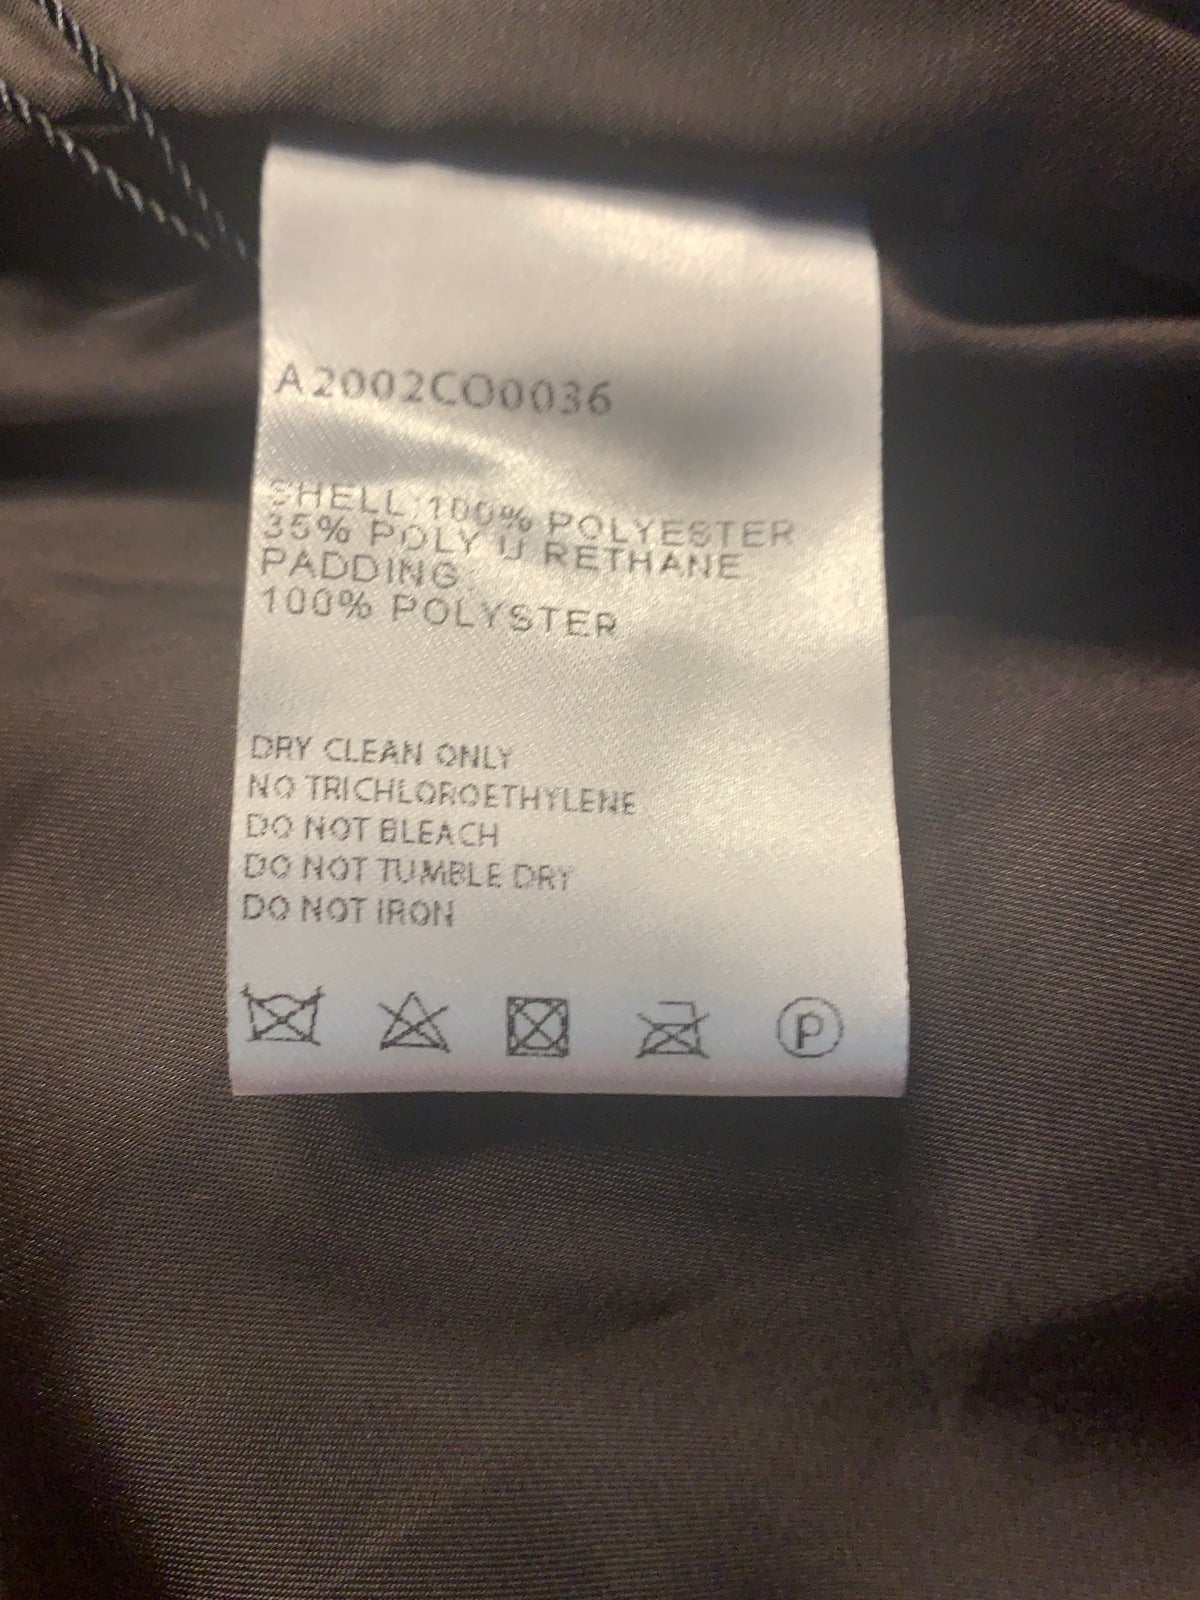 A2002CO0036
SHELL:100% POLYESTER
35% POLY U RETHANE
PADDING:
100% POLYSTER
DRY CLEAN ONLY
NO TRICHLOROETHYLENE
DO NOT BLEACH
DO NOT TUMBLE DRY
DO NOT IRON
P